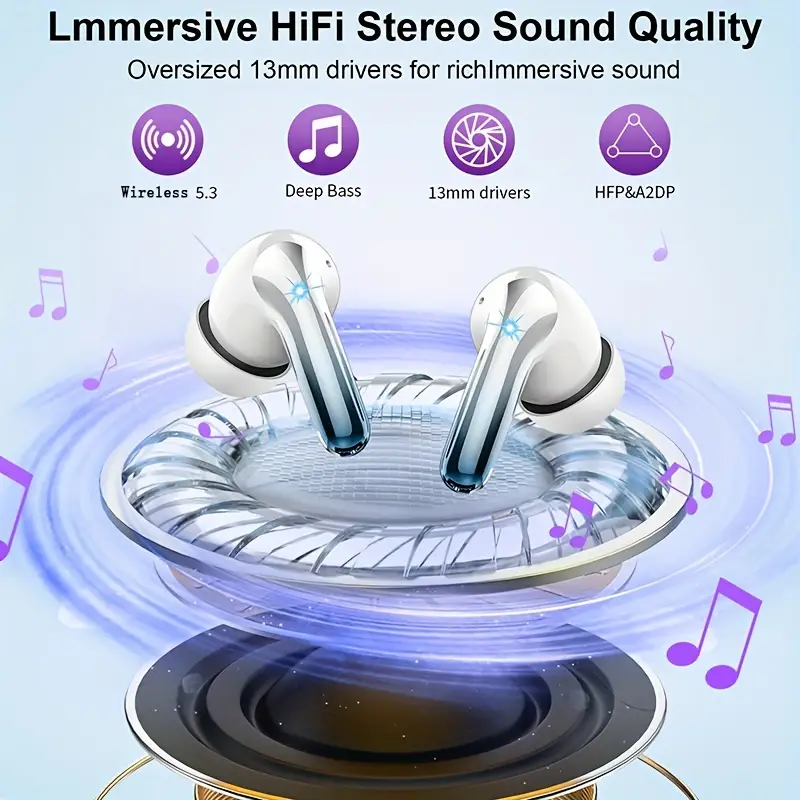 Lmmersive HiFi Stereo Sound Quality
Oversized 13mm drivers for richlmmersive sound
Wireless 5.3
Deep Bass
13mm drivers
HFP&A2DP